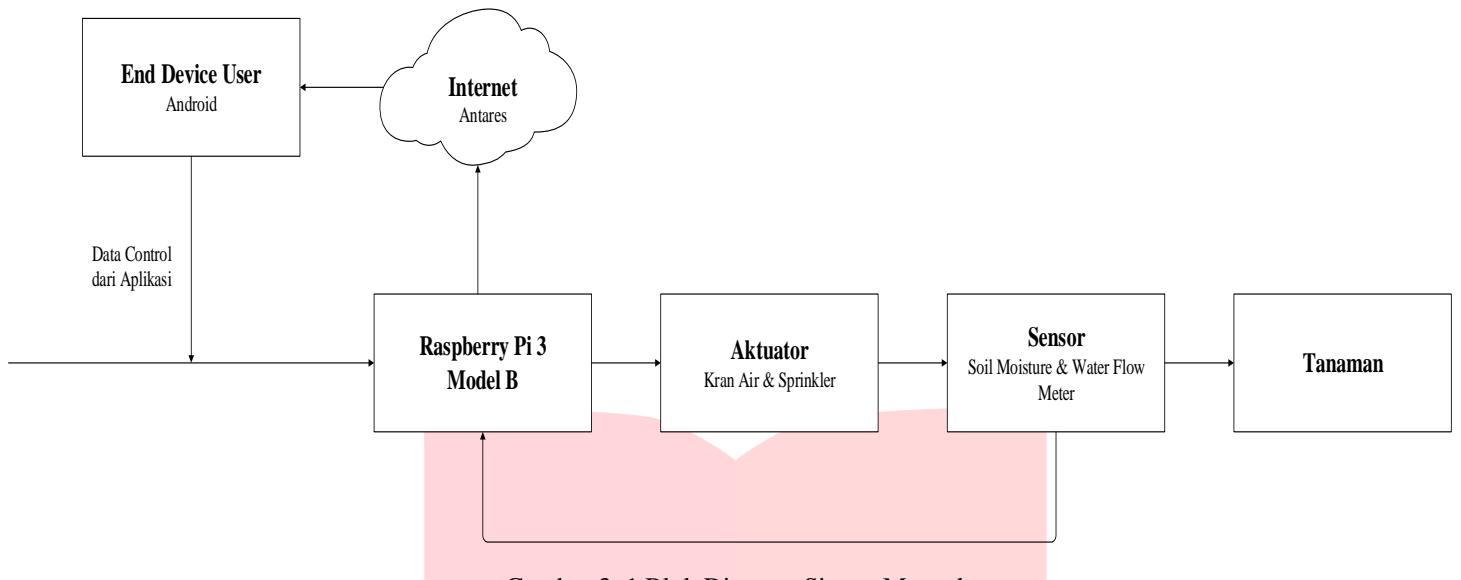 End Device User
Android
Internet
Antares
Data Control
dari Aplikasi
Raspberry Pi 3
Model B
Aktuator
Kran Air & Sprinkler
Sensor
Soil Moisture & Water Flow
Meter
Tanaman